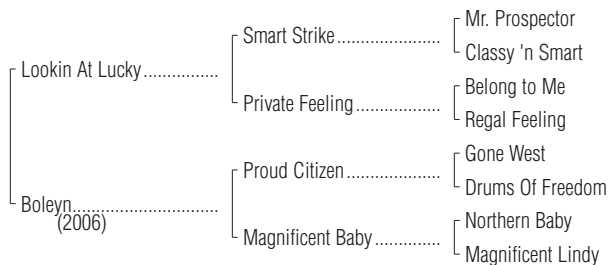 Mr. Prospector
Smart Strike....................
Classy 'n Smart
Lookin At Lucky...............
Belong to Me
Private Feeling.................
Regal Feeling
Gone West
Proud Citizen...................
Drums Of Freedom
Boleyn.............................
(2006)
Northern Baby
Magnificent Baby............
Magnificent Lindy